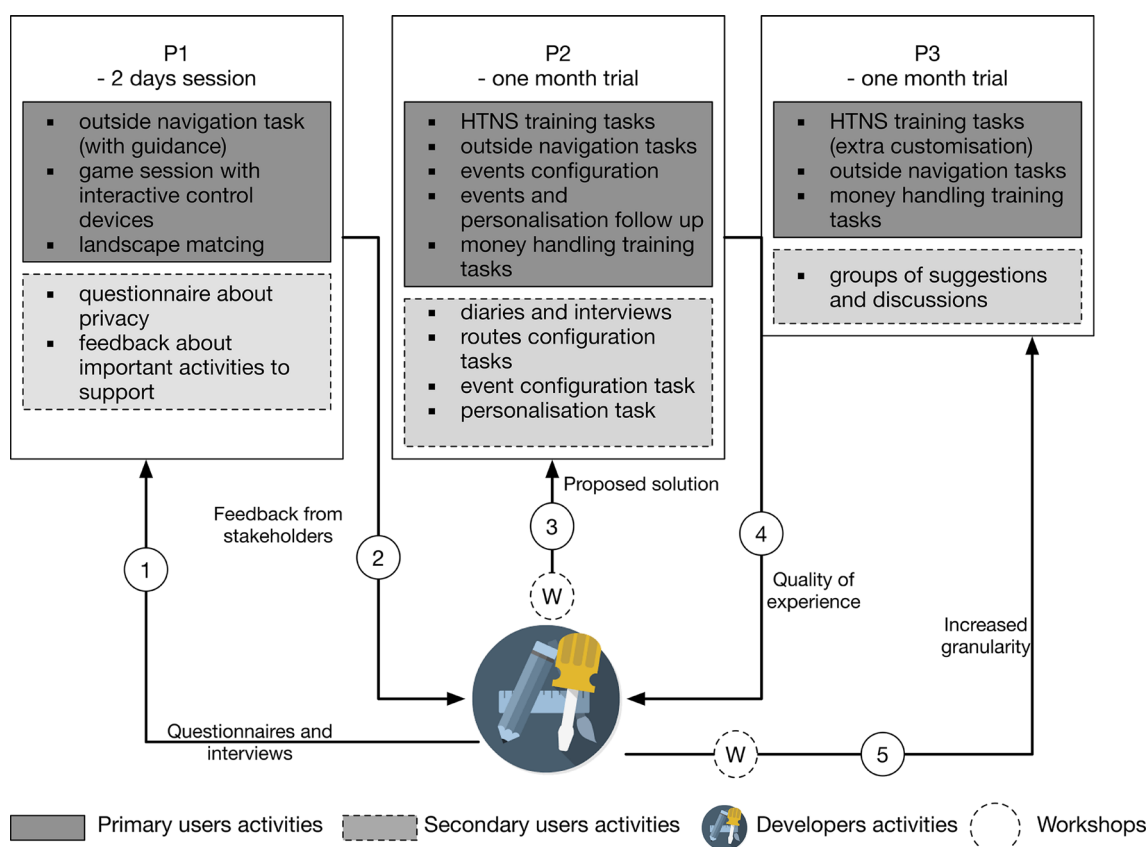 P1
- 2 days session
▪ outside navigation task
(with guidance)
▪ game session with
interactive control
devices
▪ landscape matcing
▪ questionnaire about
privacy
▪ feedback about
important activities to
support
P2
- one month trial
▪ HTNS training tasks
▪ outside navigation tasks
▪ events configuration
▪ events and
personalisation follow up
▪ money handling training
tasks
▪ diaries and interviews
▪ routes configuration
tasks
▪ event configuration task
▪ personalisation task
P3
- one month trial
▪ HTNS training tasks
(extra customisation)
▪ outside navigation tasks
▪ money handling training
tasks
▪ groups of suggestions
and discussions
1
Questionnaires and
interviews
Feedback from
stakeholders
2
Proposed solution
3
W
4
Quality of
experience
Increased
granularity
W
5
Primary users activities
Secondary users activities
Developers activities
Workshops